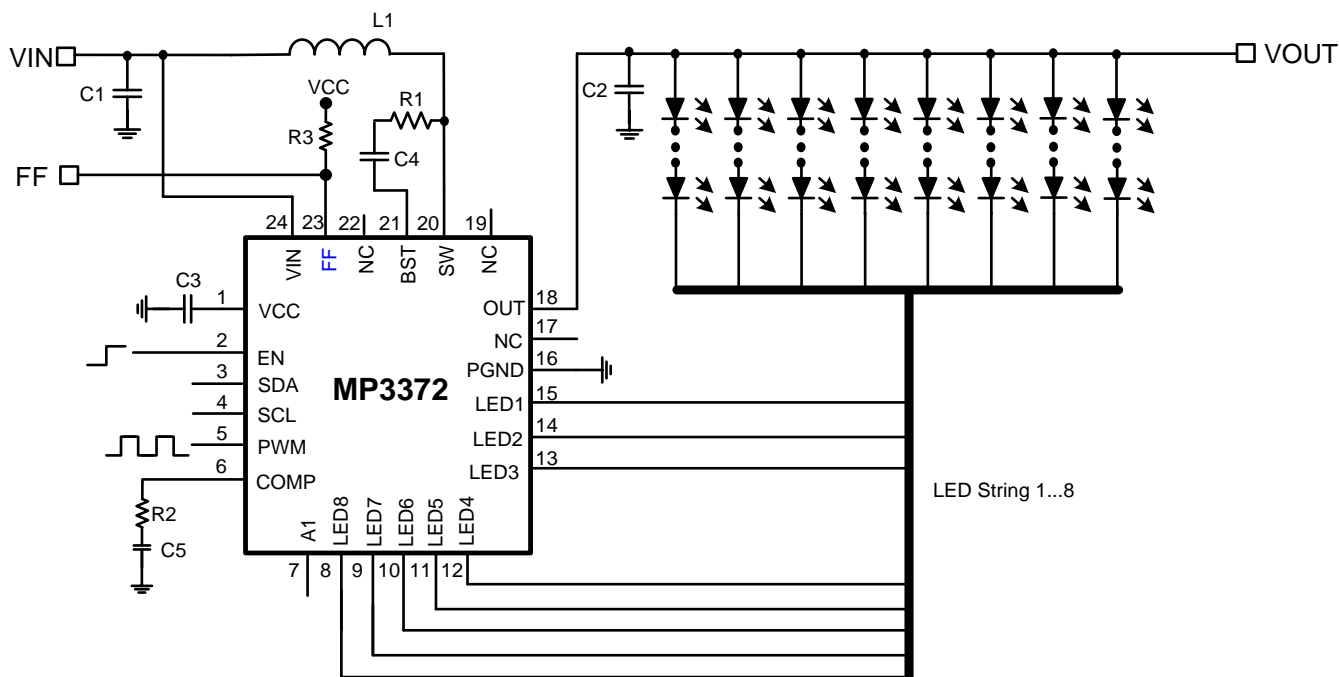 L1
VIN
VOUT
C1
VCC
R1
C2
R3
C4
FF
24 23 22 21 20 19
VIN FF NC BST SW NC
C3
1 VCC
OUT 18
NC 17
2 EN
PGND 16
3 SDA
MP3372
LED1 15
4 SCL
LED2 14
5 PWM
LED3 13
6 COMP
LED String 1...8
R2
C5
A1 LED8 LED7 LED6 LED5 LED4
7 8 9 10 11 12